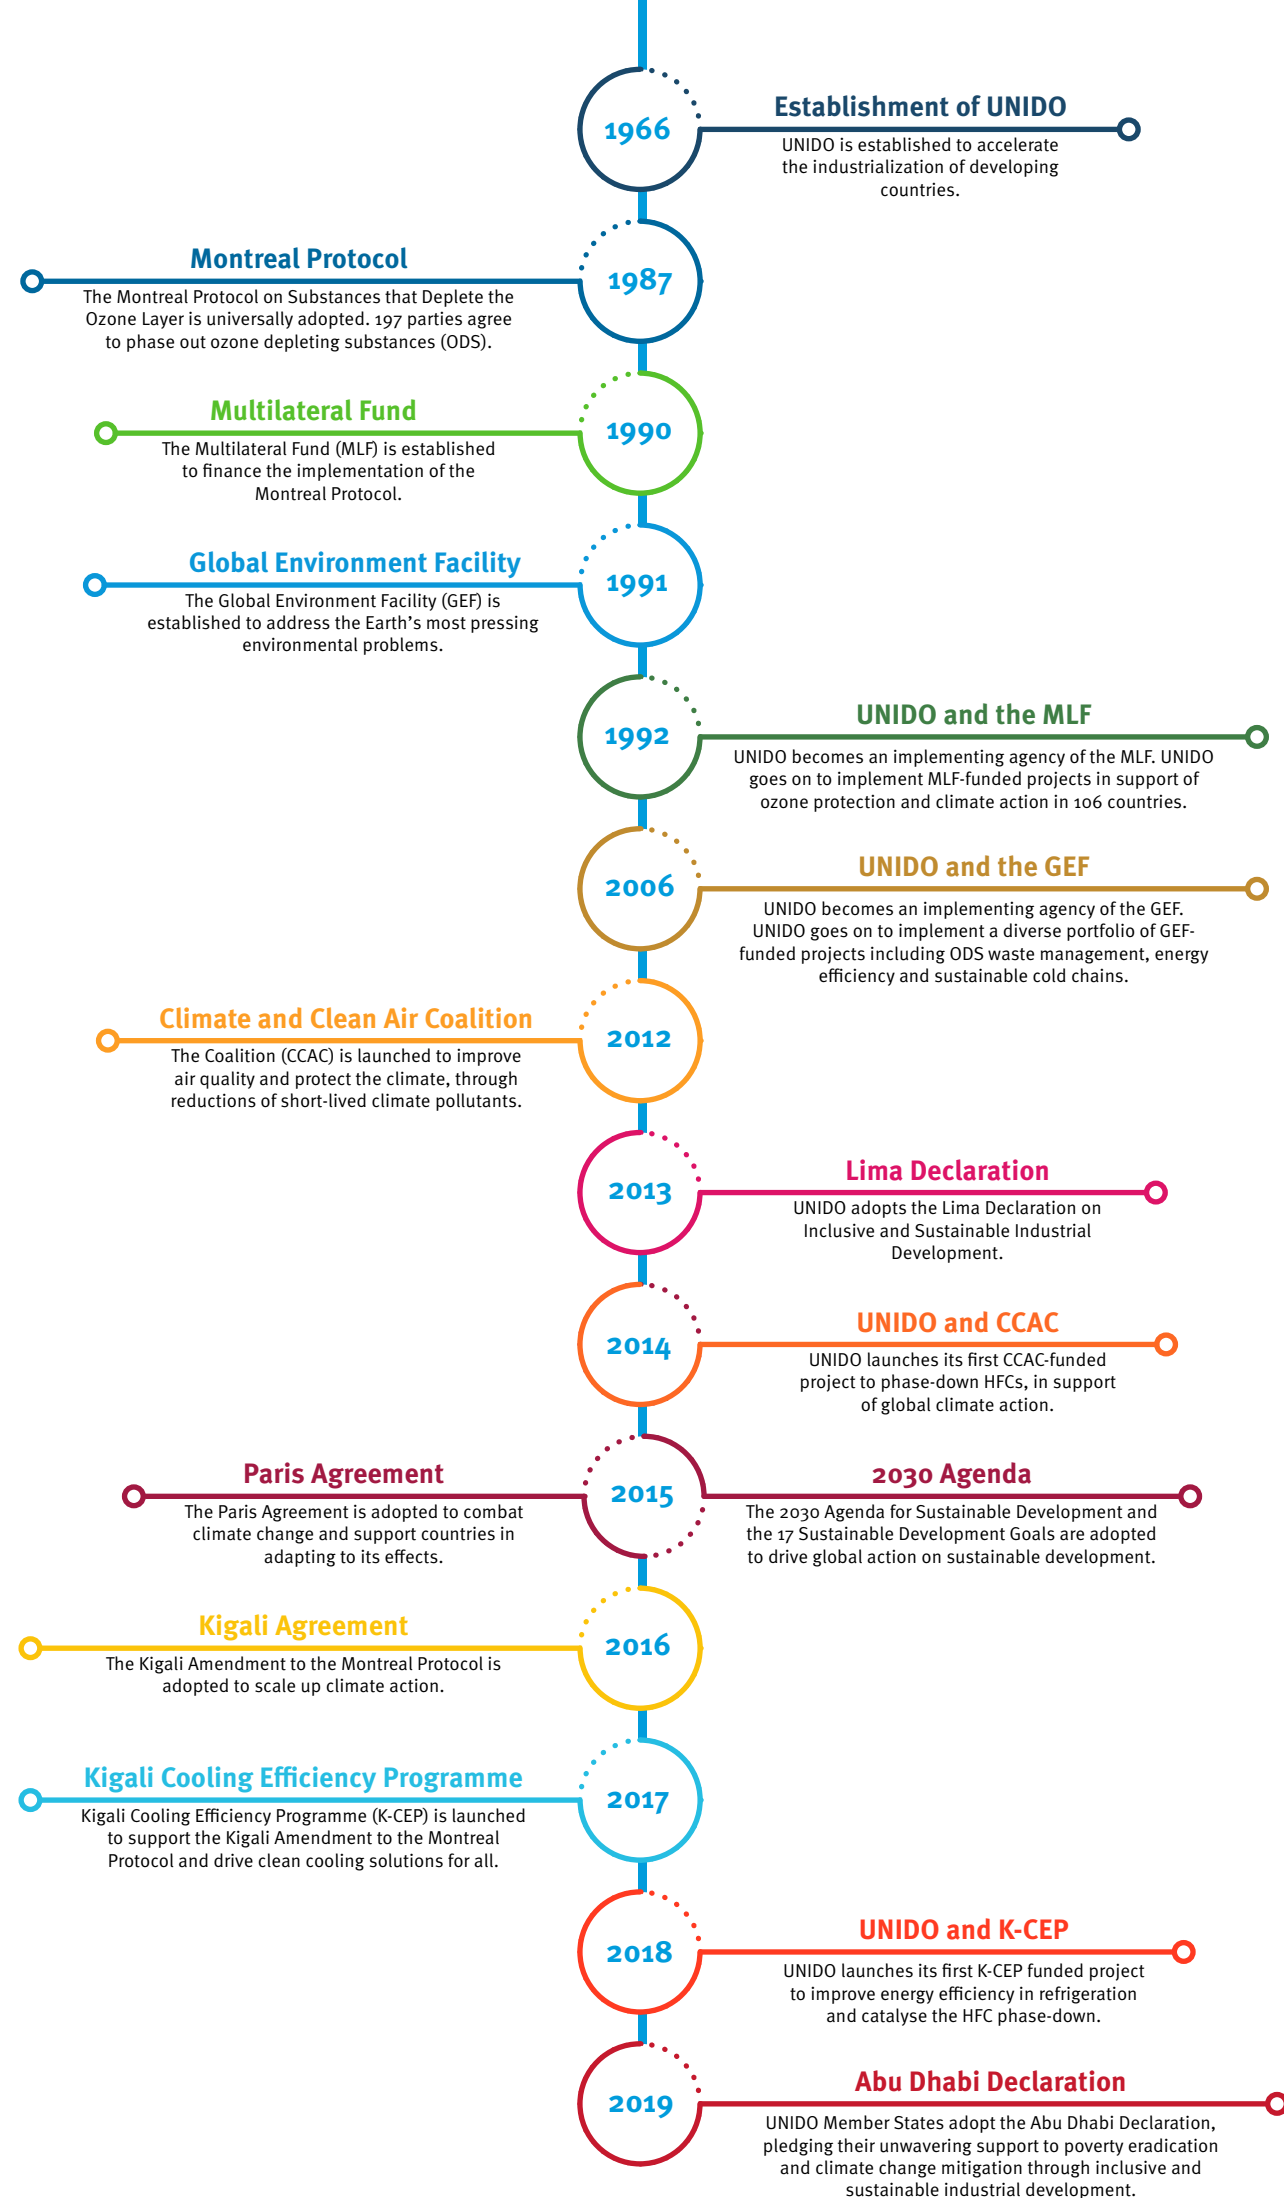 1966
Establishment of UNIDO
UNIDO is established to accelerate
the industrialization of developing
countries.
Montreal Protocol
The Montreal Protocol on Substances that Deplete the
Ozone Layer is universally adopted. 197 parties agree
to phase out ozone depleting substances (ODS).
1987
Multilateral Fund
The Multilateral Fund (MLF) is established
to finance the implementation of the
Montreal Protocol.
1990
Global Environment Facility
The Global Environment Facility (GEF) is
established to address the Earth's most pressing
environmental problems.
1991
1992
UNIDO and the MLF
UNIDO becomes an implementing agency of the MLF. UNIDO
goes on to implement MLF-funded projects in support of
ozone protection and climate action in 106 countries.
2006
UNIDO and the GEF
UNIDO becomes an implementing agency of the GEF.
UNIDO goes on to implement a diverse portfolio of GEF-
funded projects including ODS waste management, energy
efficiency and sustainable cold chains.
Climate and Clean Air Coalition
The Coalition (CCAC) is launched to improve
air quality and protect the climate, through
reductions of short-lived climate pollutants.
2012
2013
Lima Declaration
UNIDO adopts the Lima Declaration on
Inclusive and Sustainable Industrial
Development.
2014
UNIDO and CCAC
UNIDO launches its first CCAC-funded
project to phase-down HFCs, in support
of global climate action.
Paris Agreement
The Paris Agreement is adopted to combat
climate change and support countries in
adapting to its effects.
2015
2030 Agenda
The 2030 Agenda for Sustainable Development and
the 17 Sustainable Development Goals are adopted
to drive global action on sustainable development.
Kigali Agreement
The Kigali Amendment to the Montreal Protocol is
adopted to scale up climate action.
2016
Kigali Cooling Efficiency Programme
Kigali Cooling Efficiency Programme (K-CEP) is launched
to support the Kigali Amendment to the Montreal
Protocol and drive clean cooling solutions for all.
2017
2018
UNIDO and K-CEP
UNIDO launches its first K-CEP funded project
to improve energy efficiency in refrigeration
and catalyse the HFC phase-down.
2019
Abu Dhabi Declaration
UNIDO Member States adopt the Abu Dhabi Declaration,
pledging their unwavering support to poverty eradication
and climate change mitigation through inclusive and
sustainable industrial development.